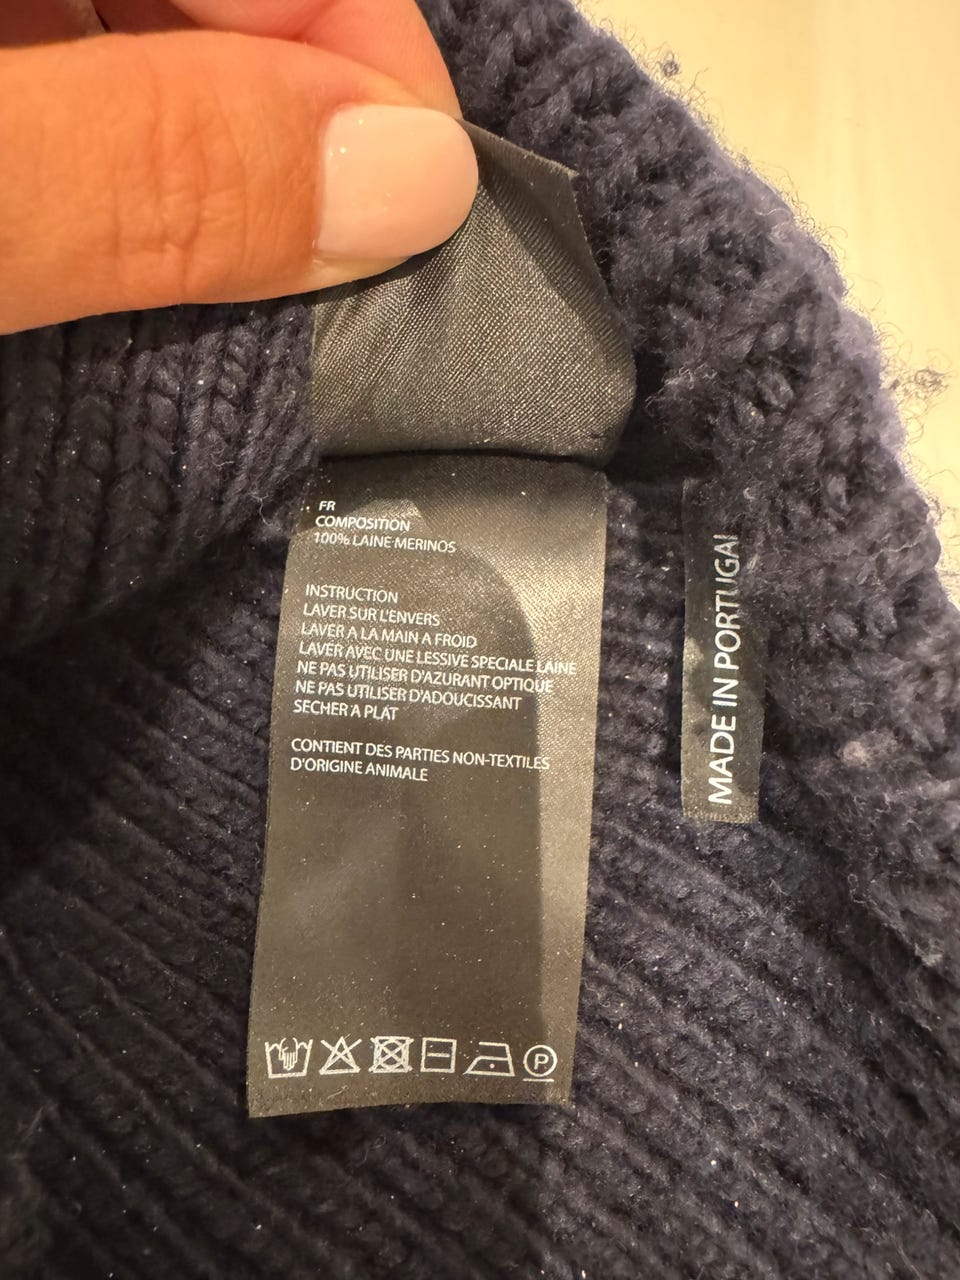 FR
COMPOSITION
100% LAINE MERINOS
INSTRUCTION
LAVER SUR L'ENVERS
LAVER A LA MAIN A FROID
LAVER AVEC UNE LESSIVE SPECIALE LAINE
NE PAS UTILISER D'AZURANT OPTIQUE
NE PAS UTILISER D'ADOUCISSANT
SECHER A PLAT
CONTIENT DES PARTIES NON-TEXTILES
D'ORIGINE ANIMALE
P
MADE IN PORTUGAL